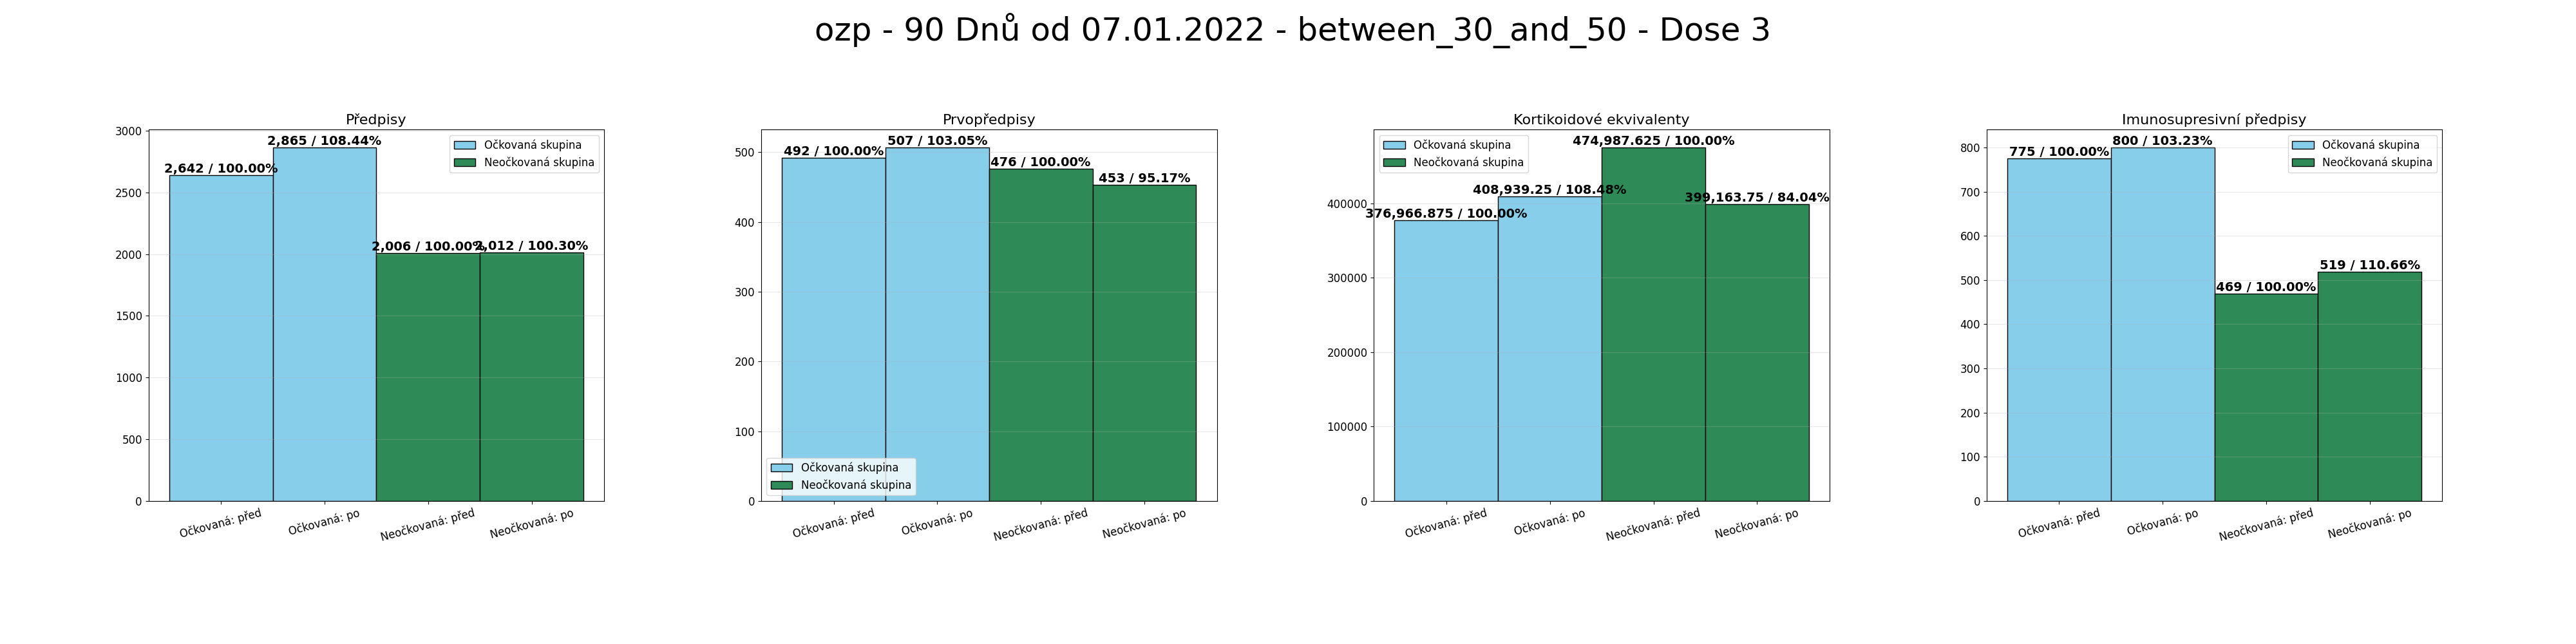 ozp - 90 Dnů od 07.01.2022 - between_30_and_50 - Dose 3
Předpisy
3000
2500
2000
1500
1000
500
0
2,642 / 100.00%
2,865 / 108.44%
2,006 / 100.00%
2,012 / 100.30%
Očkovaná skupina
Neočkovaná skupina
Očkovaná: před
Očkovaná: po
Neočkovaná: před
Neočkovaná: po
Prvopředpisy
500
400
300
200
100
0
492 / 100.00%
507 / 103.05%
476 / 100.00%
453 / 95.17%
Očkovaná skupina
Neočkovaná skupina
Očkovaná: před
Očkovaná: po
Neočkovaná: před
Neočkovaná: po
Kortikoidové ekvivalenty
400000
300000
200000
100000
0
376,966.875 / 100.00%
408,939.25 / 108.48%
474,987.625 / 100.00%
399,163.75 / 84.04%
Očkovaná skupina
Neočkovaná skupina
Očkovaná: před
Očkovaná: po
Neočkovaná: před
Neočkovaná: po
Imunosupresivní předpisy
800
700
600
500
400
300
200
100
0
775 / 100.00%
800 / 103.23%
469 / 100.00%
519 / 110.66%
Očkovaná skupina
Neočkovaná skupina
Očkovaná: před
Očkovaná: po
Neočkovaná: před
Neočkovaná: po